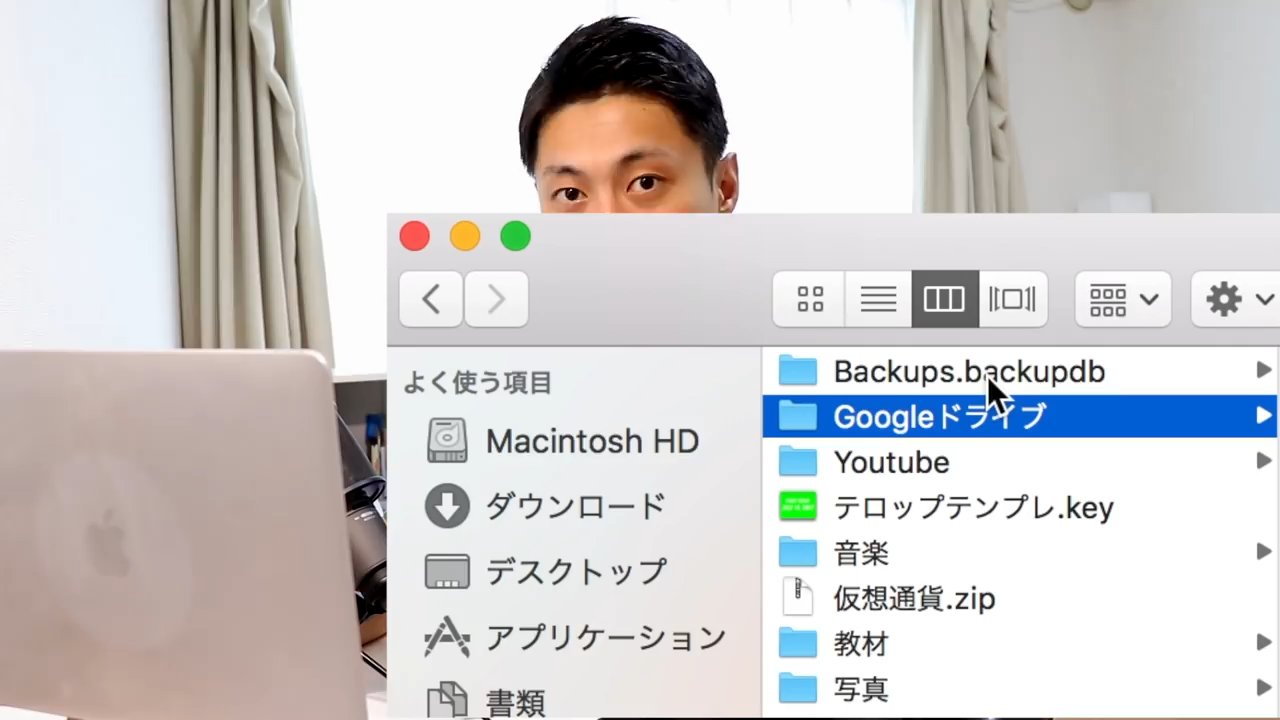 よく使う項目
Macintosh HD
ダウンロード
デスクトップ
アプリケーション
書類
Backups.backupdb
Googleドライブ
Youtube
テロップテンプレ.key
音楽
仮想通貨.zip
教材
写真